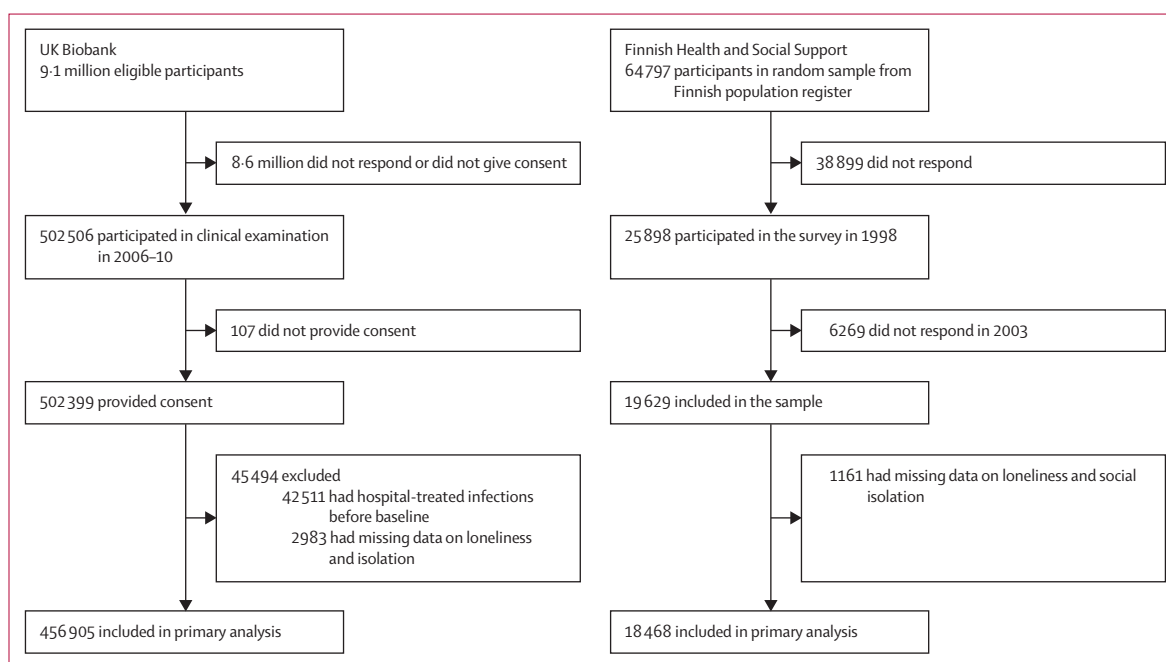 UK Biobank
9·1 million eligible participants
8·6 million did not respond or did not give consent
502 506 participated in clinical examination
in 2006–10
107 did not provide consent
502 399 provided consent
45 494 excluded
42 511 had hospital-treated infections
before baseline
2983 had missing data on loneliness
and isolation
456 905 included in primary analysis
Finnish Health and Social Support
64 797 participants in random sample from
Finnish population register
38 899 did not respond
25 898 participated in the survey in 1998
6269 did not respond in 2003
19 629 included in the sample
1161 had missing data on loneliness and social
isolation
18 468 included in primary analysis